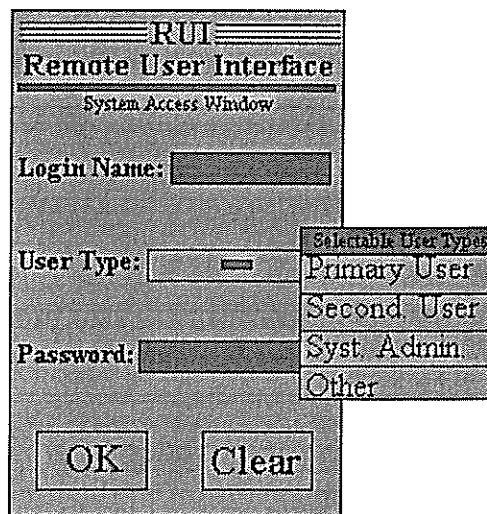 RUI
Remote User Interface
System Access Window
Login Name:
User Type:
Selectable User Types
Primary User
Second. User
Syst. Admin.
Other
Password:
OK
Clear